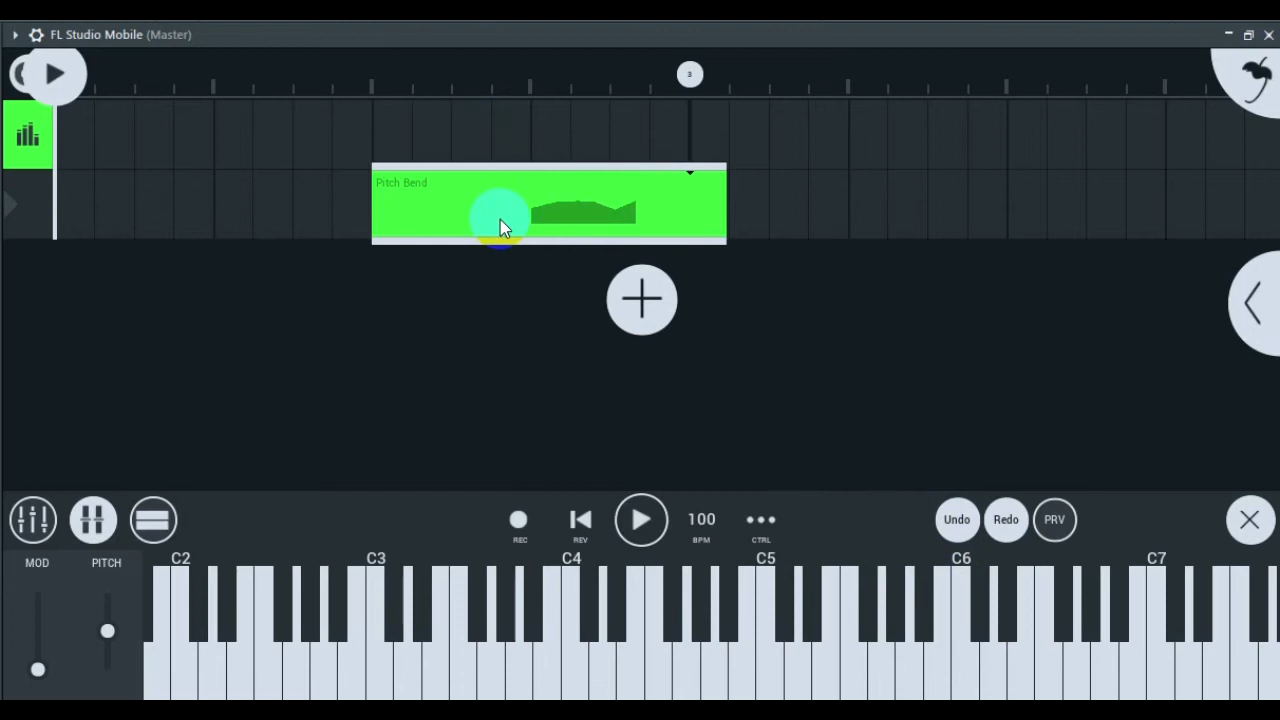 FL Studio Mobile (Master)
3
Pitch Bend
100
Undo
Redo
PRV
REC
REV
BPM
CTRL
MOD
PITCH
C2
C3
C4
C5
C6
C7